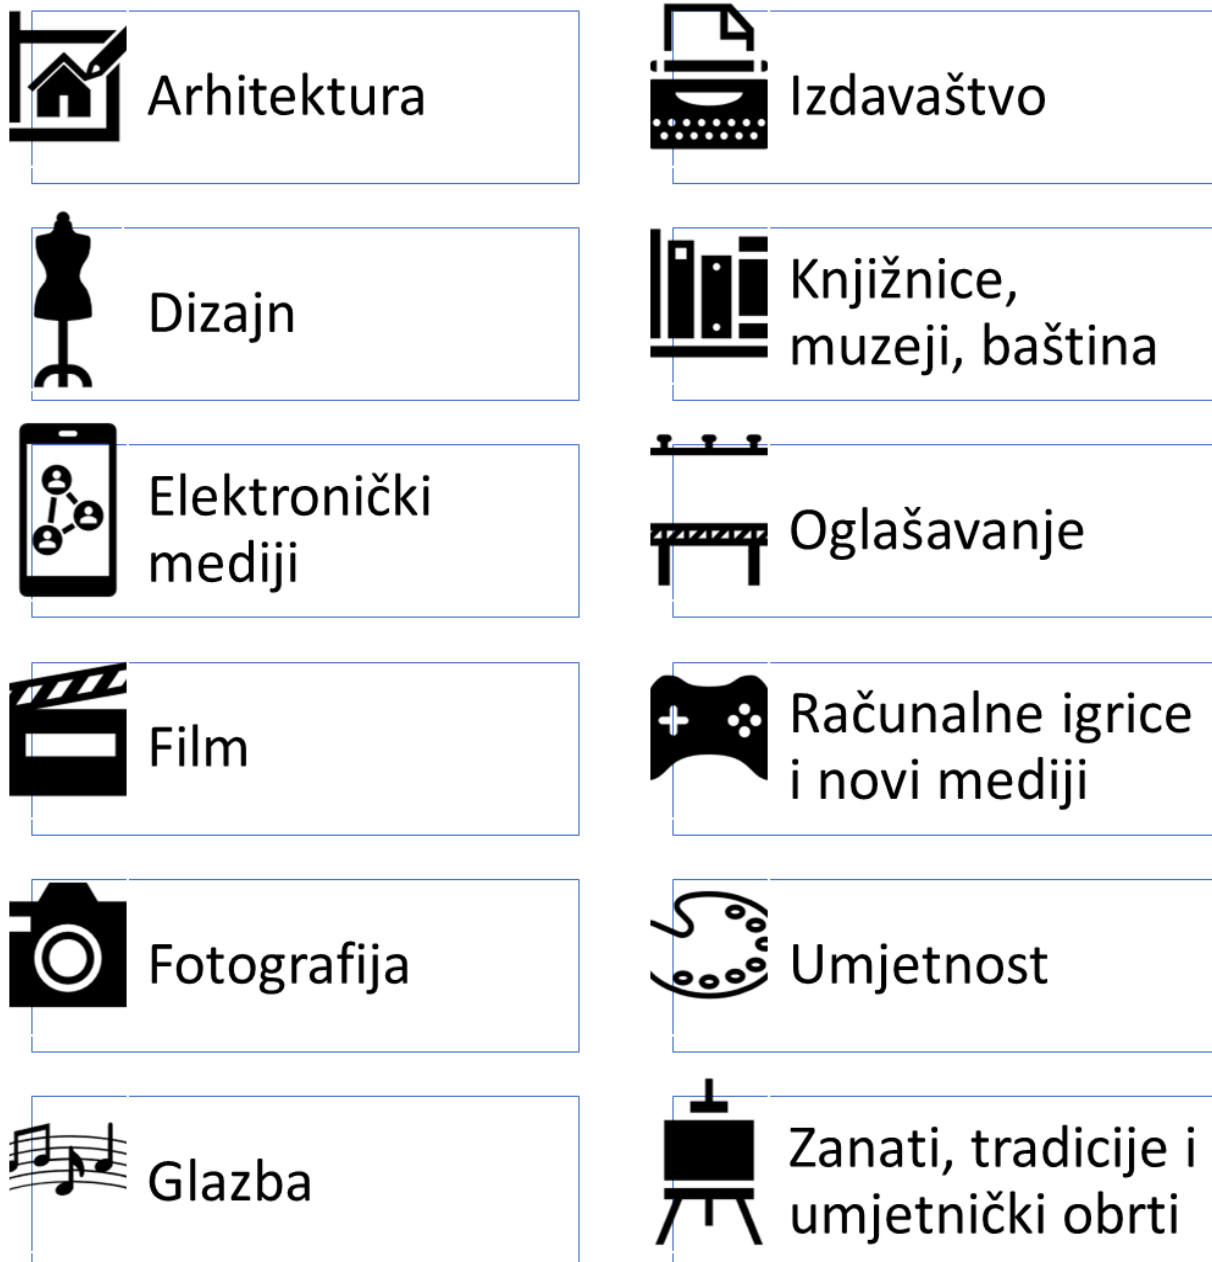 Arhitektura
Izdavaštvo
Dizajn
Knjižnice,
muzeji, baština
Elektronički
mediji
Oglašavanje
Film
Računalne igrice
i novi mediji
Fotografija
Umjetnost
Glazba
Zanati, tradicije i
umjetnički obrti